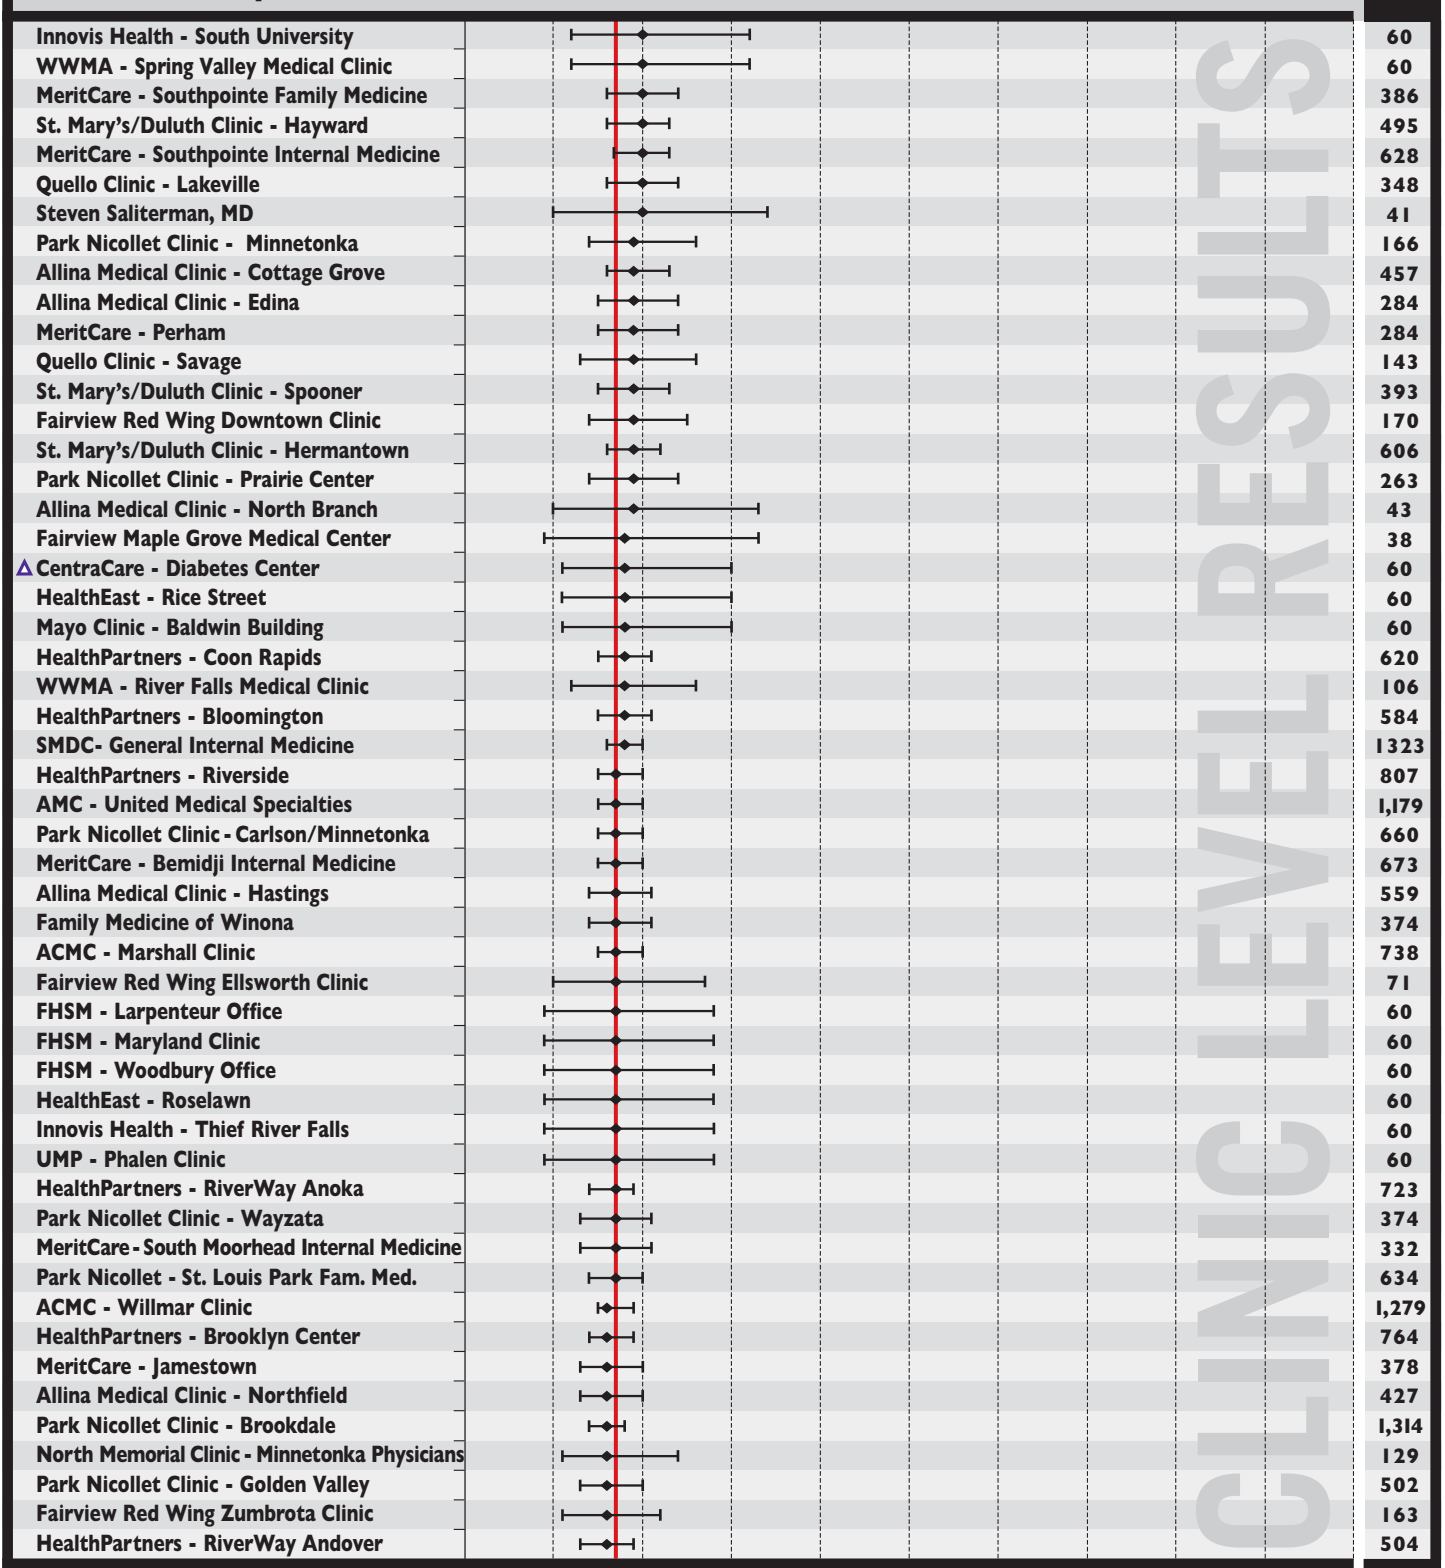 Innovis Health - South University 60
WWMA - Spring Valley Medical Clinic 60
MeritCare - Southpointe Family Medicine 386
St. Mary's/Duluth Clinic - Hayward 495
MeritCare - Southpointe Internal Medicine 628
Quello Clinic - Lakeville 348
Steven Saliterman, MD 41
Park Nicollet Clinic - Minnetonka 166
Allina Medical Clinic - Cottage Grove 457
Allina Medical Clinic - Edina 284
MeritCare - Perham 284
Quello Clinic - Savage 143
St. Mary's/Duluth Clinic - Spooner 393
Fairview Red Wing Downtown Clinic 170
St. Mary's/Duluth Clinic - Hermantown 606
Park Nicollet Clinic - Prairie Center 263
Allina Medical Clinic - North Branch 43
Fairview Maple Grove Medical Center 38
CentraCare - Diabetes Center 60
HealthEast - Rice Street 60
Mayo Clinic - Baldwin Building 60
HealthPartners - Coon Rapids 620
WWMA - River Falls Medical Clinic 106
HealthPartners - Bloomington 584
SMDC- General Internal Medicine 1323
HealthPartners - Riverside 807
AMC - United Medical Specialties 1,179
Park Nicollet Clinic - Carlson/Minnetonka 660
MeritCare - Bemidji Internal Medicine 673
Allina Medical Clinic - Hastings 559
Family Medicine of Winona 374
ACMC - Marshall Clinic 738
Fairview Red Wing Ellsworth Clinic 71
FHSM - Larpenteur Office 60
FHSM - Maryland Clinic 60
FHSM - Woodbury Office 60
HealthEast - Roselawn 60
Innovis Health - Thief River Falls 60
UMP - Phalen Clinic 60
HealthPartners - RiverWay Anoka 723
Park Nicollet Clinic - Wayzata 374
MeritCare - South Moorhead Internal Medicine 332
Park Nicollet - St. Louis Park Fam. Med. 634
ACMC - Willmar Clinic 1,279
HealthPartners - Brooklyn Center 764
MeritCare - Jamestown 378
Allina Medical Clinic - Northfield 427
Park Nicollet Clinic - Brookdale 1,314
North Memorial Clinic - Minnetonka Physicians 129
Park Nicollet Clinic - Golden Valley 502
Fairview Red Wing Zumbrota Clinic 163
HealthPartners - RiverWay Andover 504
CLINIC LEVEL RESULTS